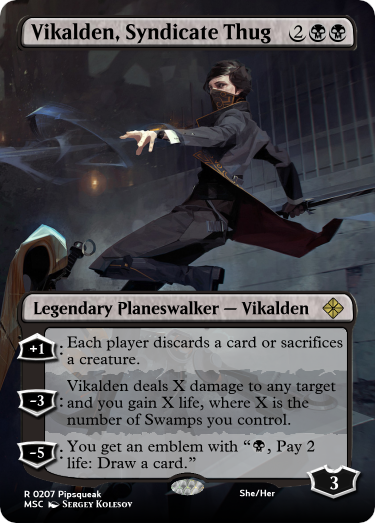 Vikalden, Syndicate Thug 2
Legendary Planeswalker — Vikalden
+1 : Each player discards a card or sacrifices
a creature.
-3 : Vikalden deals X damage to any target
and you gain X life, where X is the
number of Swamps you control.
-5 : You get an emblem with “, Pay 2
life: Draw a card.”
3
R 0207 Pipsqueak She/Her
MSC Sergey Kolesov